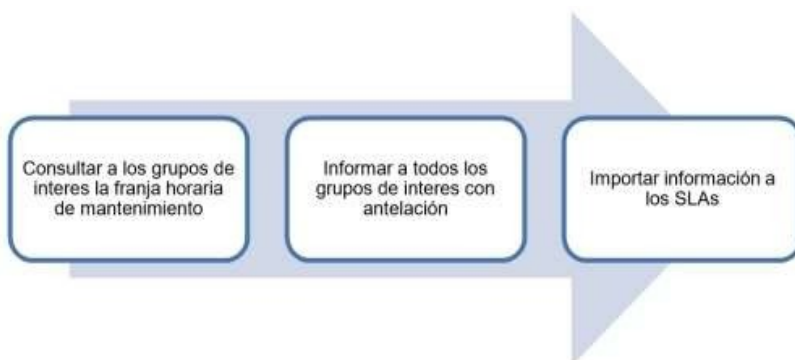 Consultar a los grupos de
interes la franja horaria
de mantenimiento
Informar a todos los
grupos de interes con
antelación
Importar información a
los SLAs